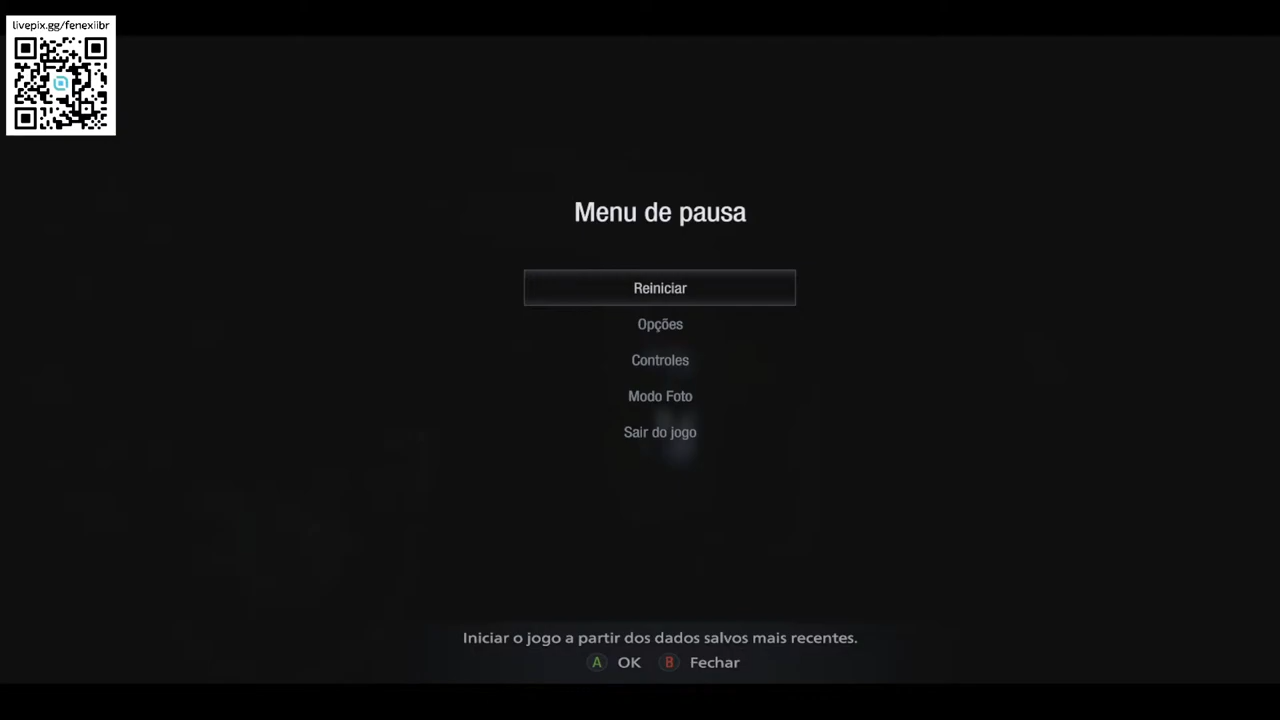 livepix.gg/fenexiibr
Menu de pausa
Reiniciar
Opções
Controles
Modo Foto
Sair do jogo
Iniciar o jogo a partir dos dados salvos mais recentes.
A OK B Fechar